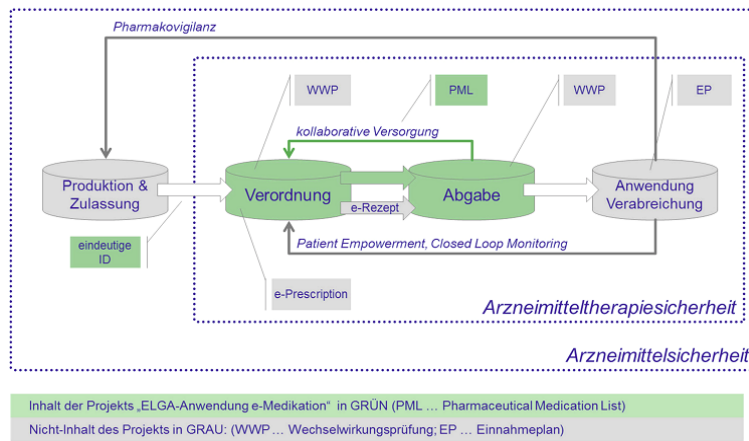 Pharmakovigilanz
WWP
PML
WWP
EP
kollaborative Versorgung
Produktion &
Zulassung
Verordnung
e-Rezept
Abgabe
Anwendung
Verabreichung
eindeutige
ID
Patient Empowerment, Closed Loop Monitoring
e-Prescription
Arzneimitteltherapiesicherheit
Arzneimittelsicherheit
Inhalt der Projekts „ELGA-Anwendung e-Medikation“ in GRÜN (PML ... Pharmaceutical Medication List)
Nicht-Inhalt des Projekts in GRAU: (WWP ... Wechselwirkungsprüfung; EP ... Einnahmeplan)